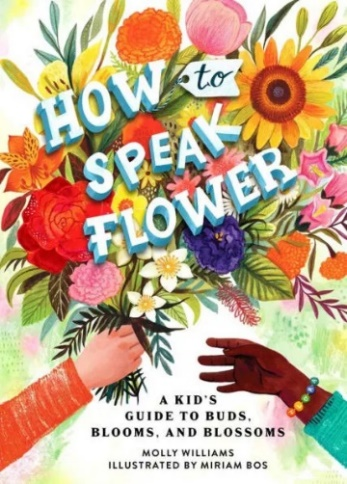 HOW to
SPEAK
FLOWER
A KID'S
GUIDE TO BUDS,
BLOOMS, AND BLOSSOMS
MOLLY WILLIAMS
ILLUSTRATED BY MIRIAM BOS